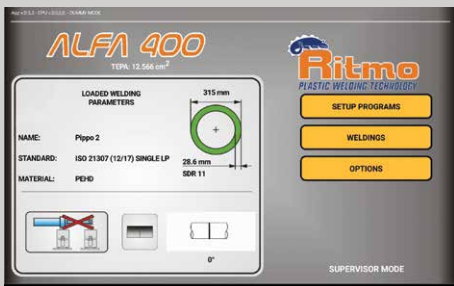 ALFA 400
TEPA: 12.566 cm²
Ritmo
PLASTIC WELDING TECHNOLOGY
LOADED WELDING
PARAMETERS
315 mm
SETUP PROGRAMS
NAME: Pippo 2
WELDINGS
STANDARD: ISO 21307 (12/17) SINGLE LP
28.6 mm
SDR 11
MATERIAL: PEHD
OPTIONS
0°
SUPERVISOR MODE